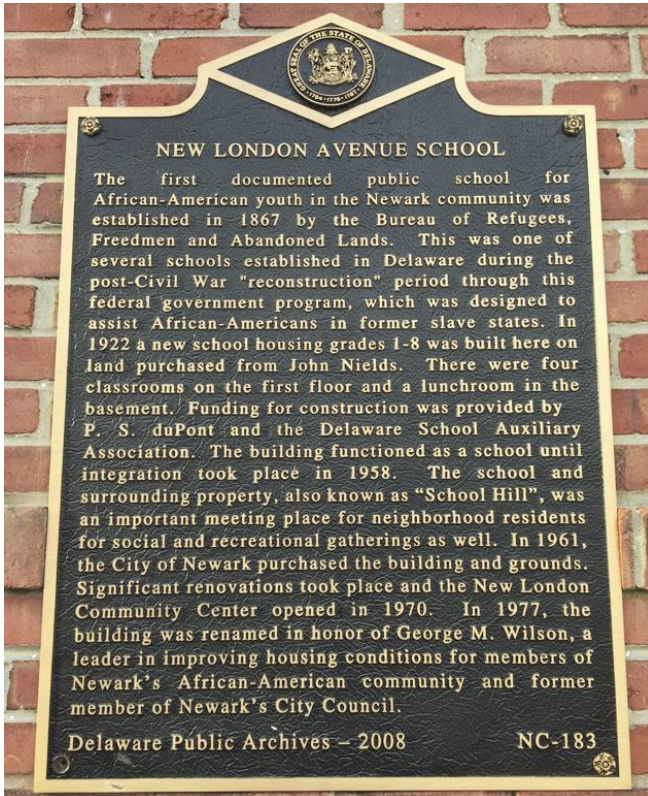 GREAT SEAL OF THE STATE OF DELAWARE
NEW LONDON AVENUE SCHOOL
The first documented public school for
African-American youth in the Newark community was
established in 1867 by the Bureau of Refugees,
Freedmen and Abandoned Lands. This was one of
several schools established in Delaware during the
post-Civil War "reconstruction" period through this
federal government program, which was designed to
assist African-Americans in former slave states. In
1922 a new school housing grades 1-8 was built here on
land purchased from John Nields. There were four
classrooms on the first floor and a lunchroom in the
basement. Funding for construction was provided by
P. S. duPont and the Delaware School Auxiliary
Association. The building functioned as a school until
integration took place in 1958. The school and
surrounding property, also known as “School Hill”, was
an important meeting place for neighborhood residents
for social and recreational gatherings as well. In 1961,
the City of Newark purchased the building and grounds.
Significant renovations took place and the New London
Community Center opened in 1970. In 1977, the
building was renamed in honor of George M. Wilson, a
leader in improving housing conditions for members of
Newark's African-American community and former
member of Newark's City Council.
Delaware Public Archives – 2008 NC-183